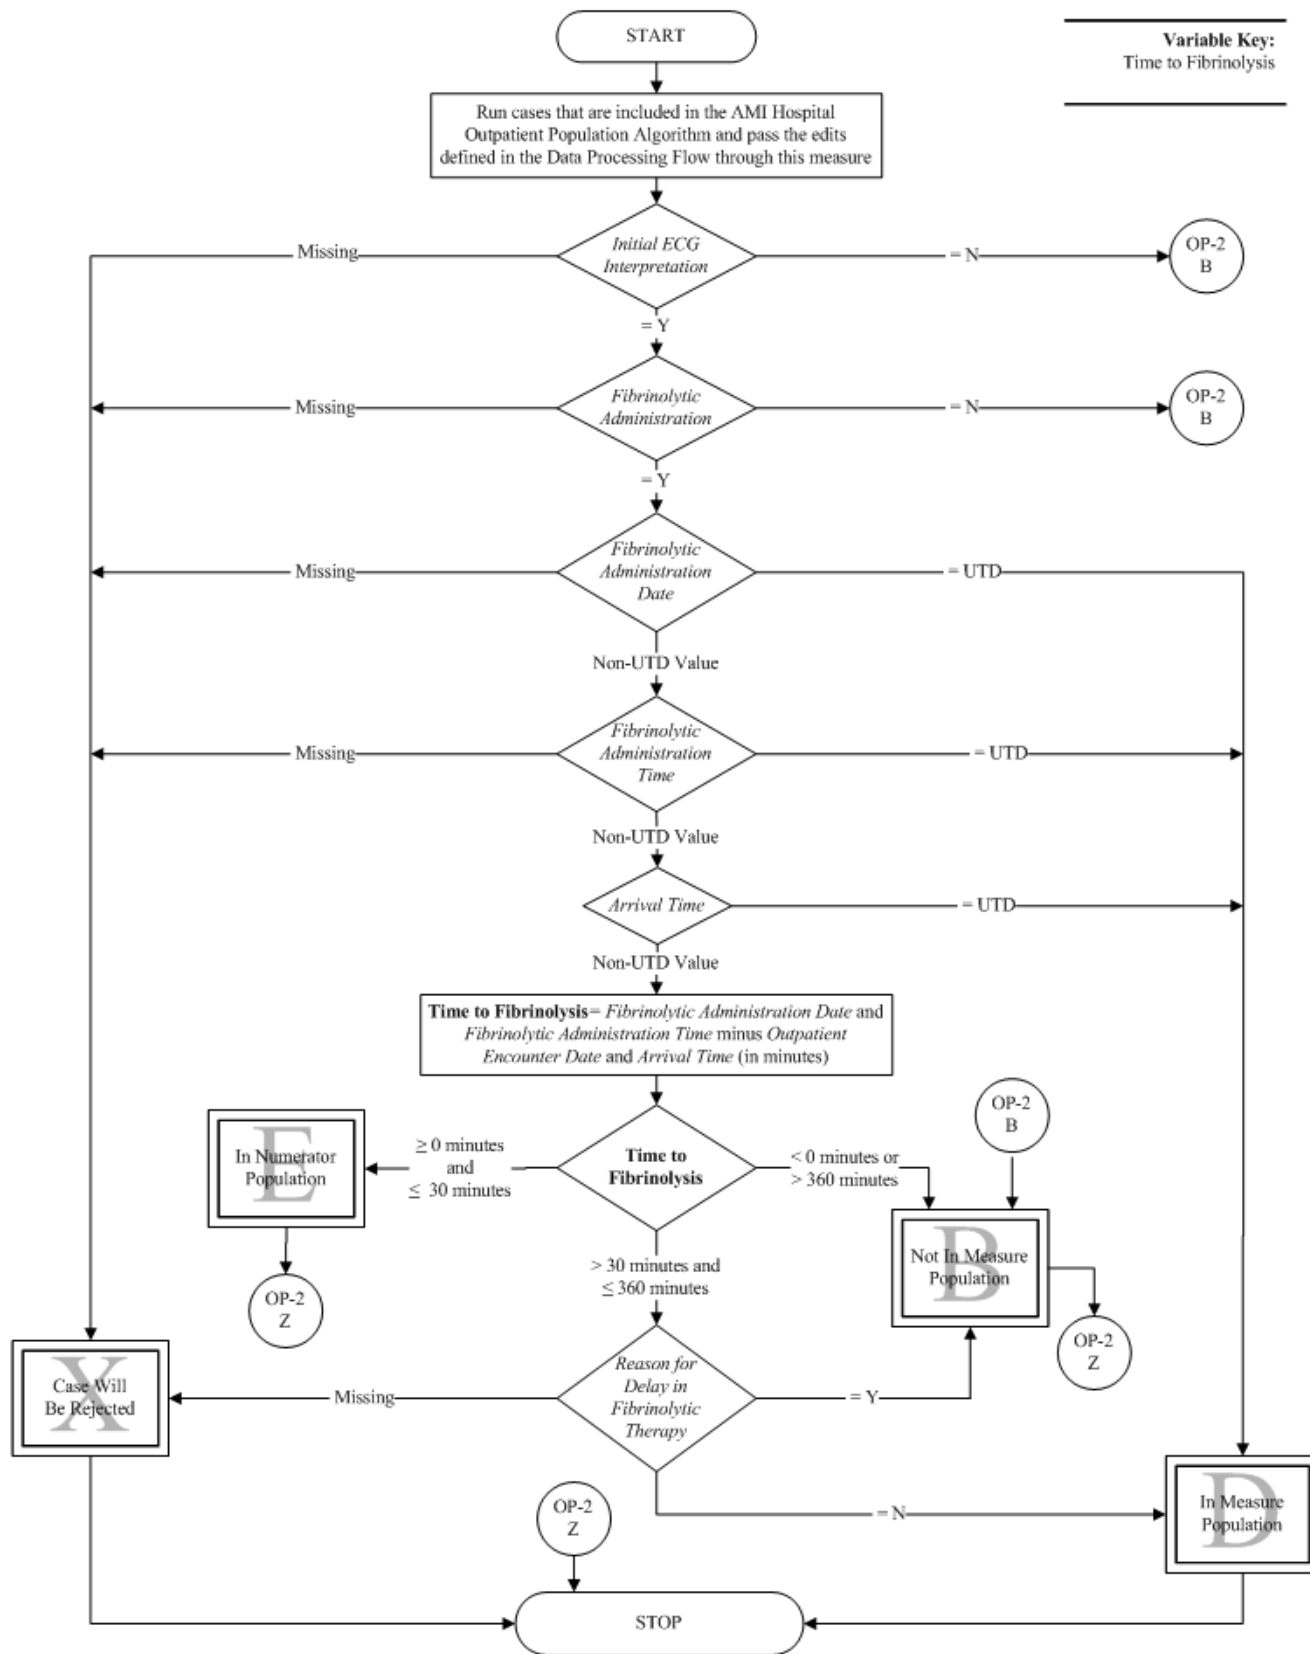 START
Variable Key:
Time to Fibrinolysis
Run cases that are included in the AMI Hospital
Outpatient Population Algorithm and pass the edits
defined in the Data Processing Flow through this measure
Missing
Initial ECG
Interpretation
= N
OP-2
B
= Y
Missing
Fibrinolytic
Administration
= N
OP-2
B
= Y
Missing
Fibrinolytic
Administration
Date
= UTD
Non-UTD Value
Missing
Fibrinolytic
Administration
Time
= UTD
Non-UTD Value
Arrival Time
= UTD
Non-UTD Value
Time to Fibrinolysis= Fibrinolytic Administration Date and
Fibrinolytic Administration Time minus Outpatient
Encounter Date and Arrival Time (in minutes)
OP-2
B
E
In Numerator
Population
≥ 0 minutes
and
≤ 30 minutes
Time to
Fibrinolysis
< 0 minutes or
> 360 minutes
B
Not In Measure
Population
> 30 minutes and
≤ 360 minutes
OP-2
Z
OP-2
Z
X
Case Will
Be Rejected
Missing
Reason for
Delay in
Fibrinolytic
Therapy
= Y
= N
D
In Measure
Population
OP-2
Z
STOP